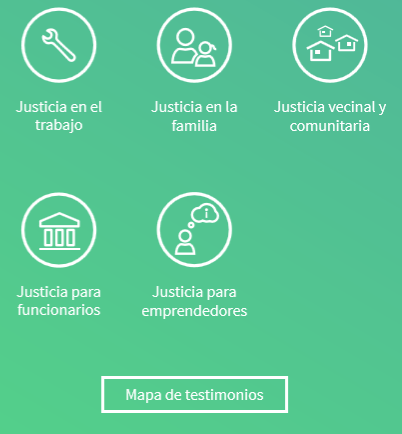 Justicia en el
trabajo
Justicia en la
familia
Justicia vecinal y
comunitaria
Justicia para
funcionarios
i
Justicia para
emprendedores
Mapa de testimonios